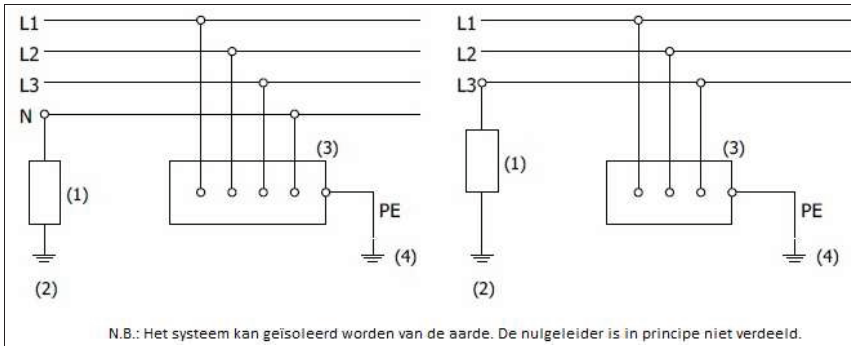 L1
L2
L3
N
(1)
(2)
(3)
PE
(4)
L1
L2
L3
(1)
(2)
(3)
PE
(4)
N.B.: Het systeem kan geïsoleerd worden van de aarde. De nulgeleider is in principe niet verdeeld.